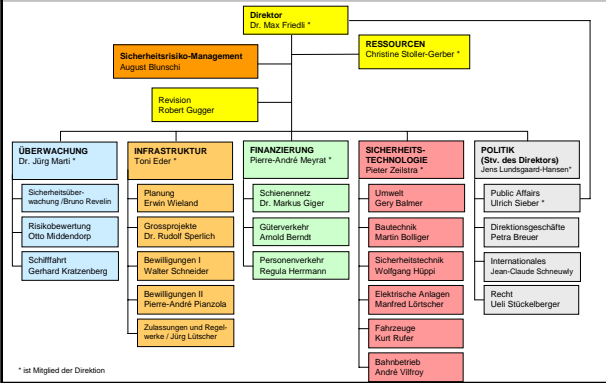 Direktor
Dr. Max Friedli *
RESSOURCEN
Christine Stoller-Gerber *
Sicherheitsrisiko-Management
August Blunschi
Revision
Robert Gugger
ÜBERWACHUNG
Dr. Jürg Marti *
Sicherheitsüber-
wachung /Bruno Revelin
Risikobewertung
Otto Middendorp
Schifffahrt
Gerhard Kratzenberg
INFRASTRUKTUR
Toni Eder *
Planung
Erwin Wieland
Grossprojekte
Dr. Rudolf Sperlich
Bewilligungen I
Walter Schneider
Bewilligungen II
Pierre-André Pianzola
Zulassungen und Regel-
werke / Jürg Lütscher
FINANZIERUNG
Pierre-André Meyrat *
Schienennetz
Dr. Markus Giger
Güterverkehr
Arnold Berndt
Personenverkehr
Regula Herrmann
SICHERHEITS-
TECHNOLOGIE
Pieter Zeilstra *
Umwelt
Gery Balmer
Bautechnik
Martin Bolliger
Sicherheitstechnik
Wolfgang Hüppi
Elektrische Anlagen
Manfred Lörtscher
Fahrzeuge
Kurt Rufer
Bahnbetrieb
André Vilfroy
POLITIK
(Stv. des Direktors)
Jens Lundsgaard-Hansen*
Public Affairs
Ulrich Sieber *
Direktionsgeschäfte
Petra Breuer
Internationales
Jean-Claude Schneuwly
Recht
Ueli Stückelberger
* ist Mitglied der Direktion